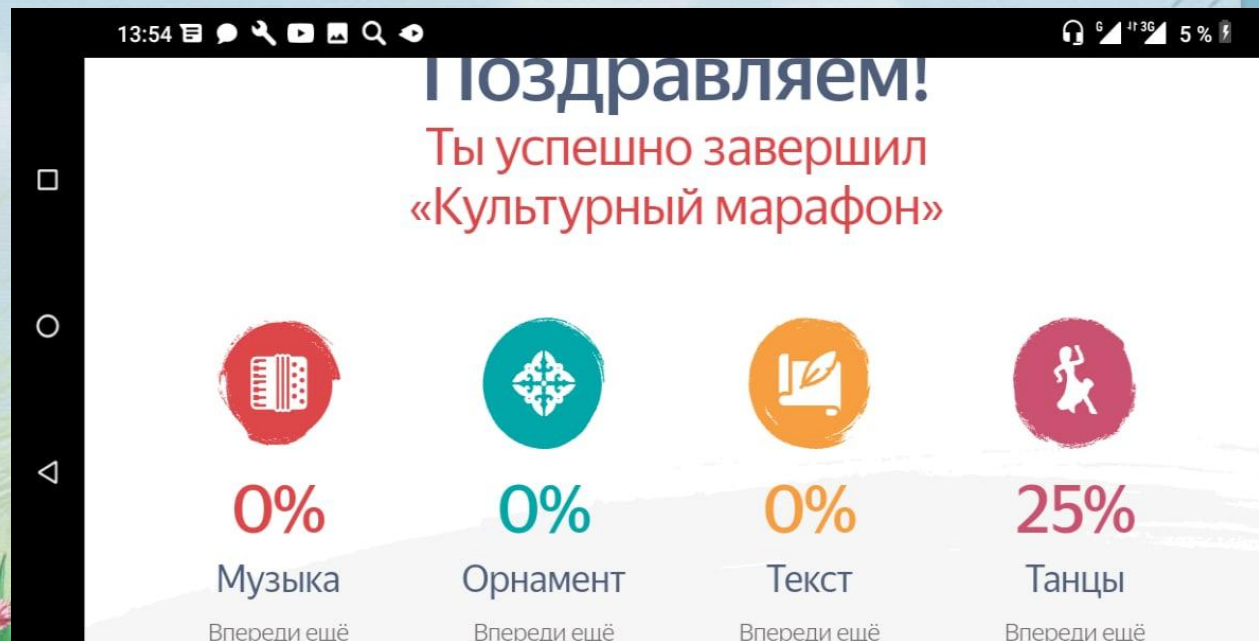 13:54 G 3G 5 %
Поздравляем!
Ты успешно завершил
«Культурный марафон»
0% 0% 0% 25%
Музыка Орнамент Текст Танцы
Впереди ещё Впереди ещё Впереди ещё Впереди ещё